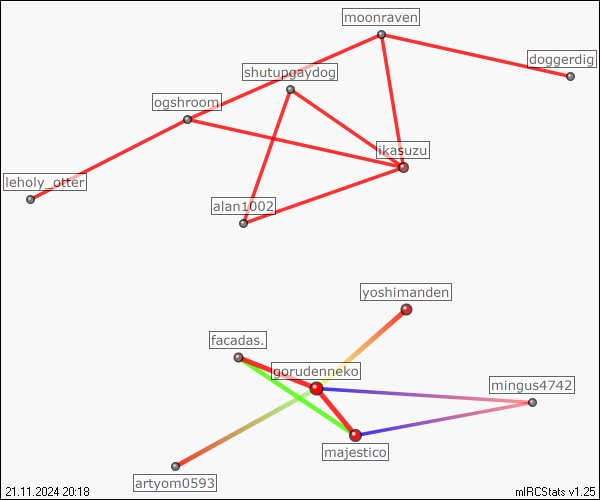 moonraven
doggerdig
shutupgaydog
ogshroom
ikasuzu
leholy_otter
alan1002
yoshimanden
facadas.
gorudenneko
mingus4742
majestico
artyom0593
21.11.2024 20:18
mIRCStats v1.25